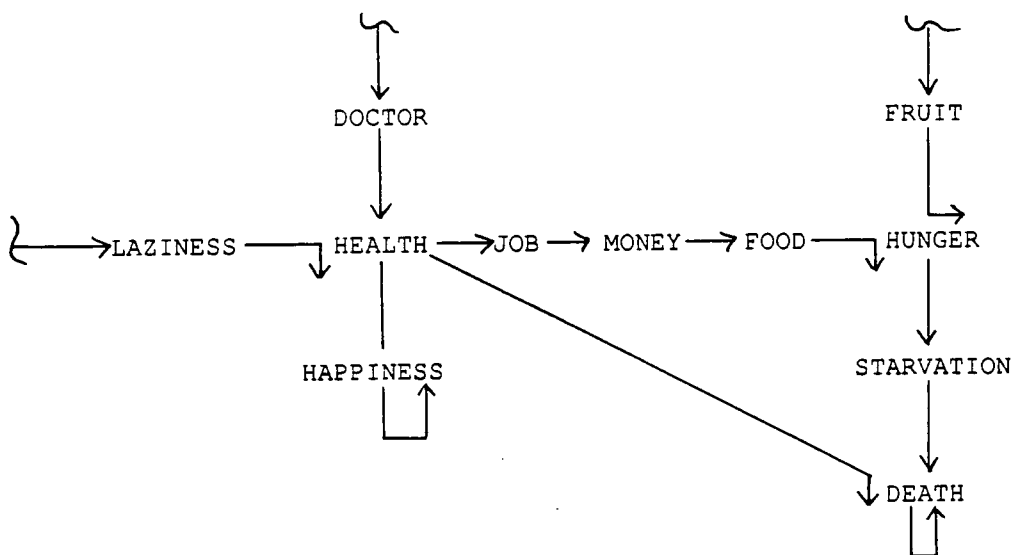 DOCTOR
FRUIT
LAZINESS HEALTH JOB MONEY FOOD HUNGER
HAPPINESS
STARVATION
DEATH